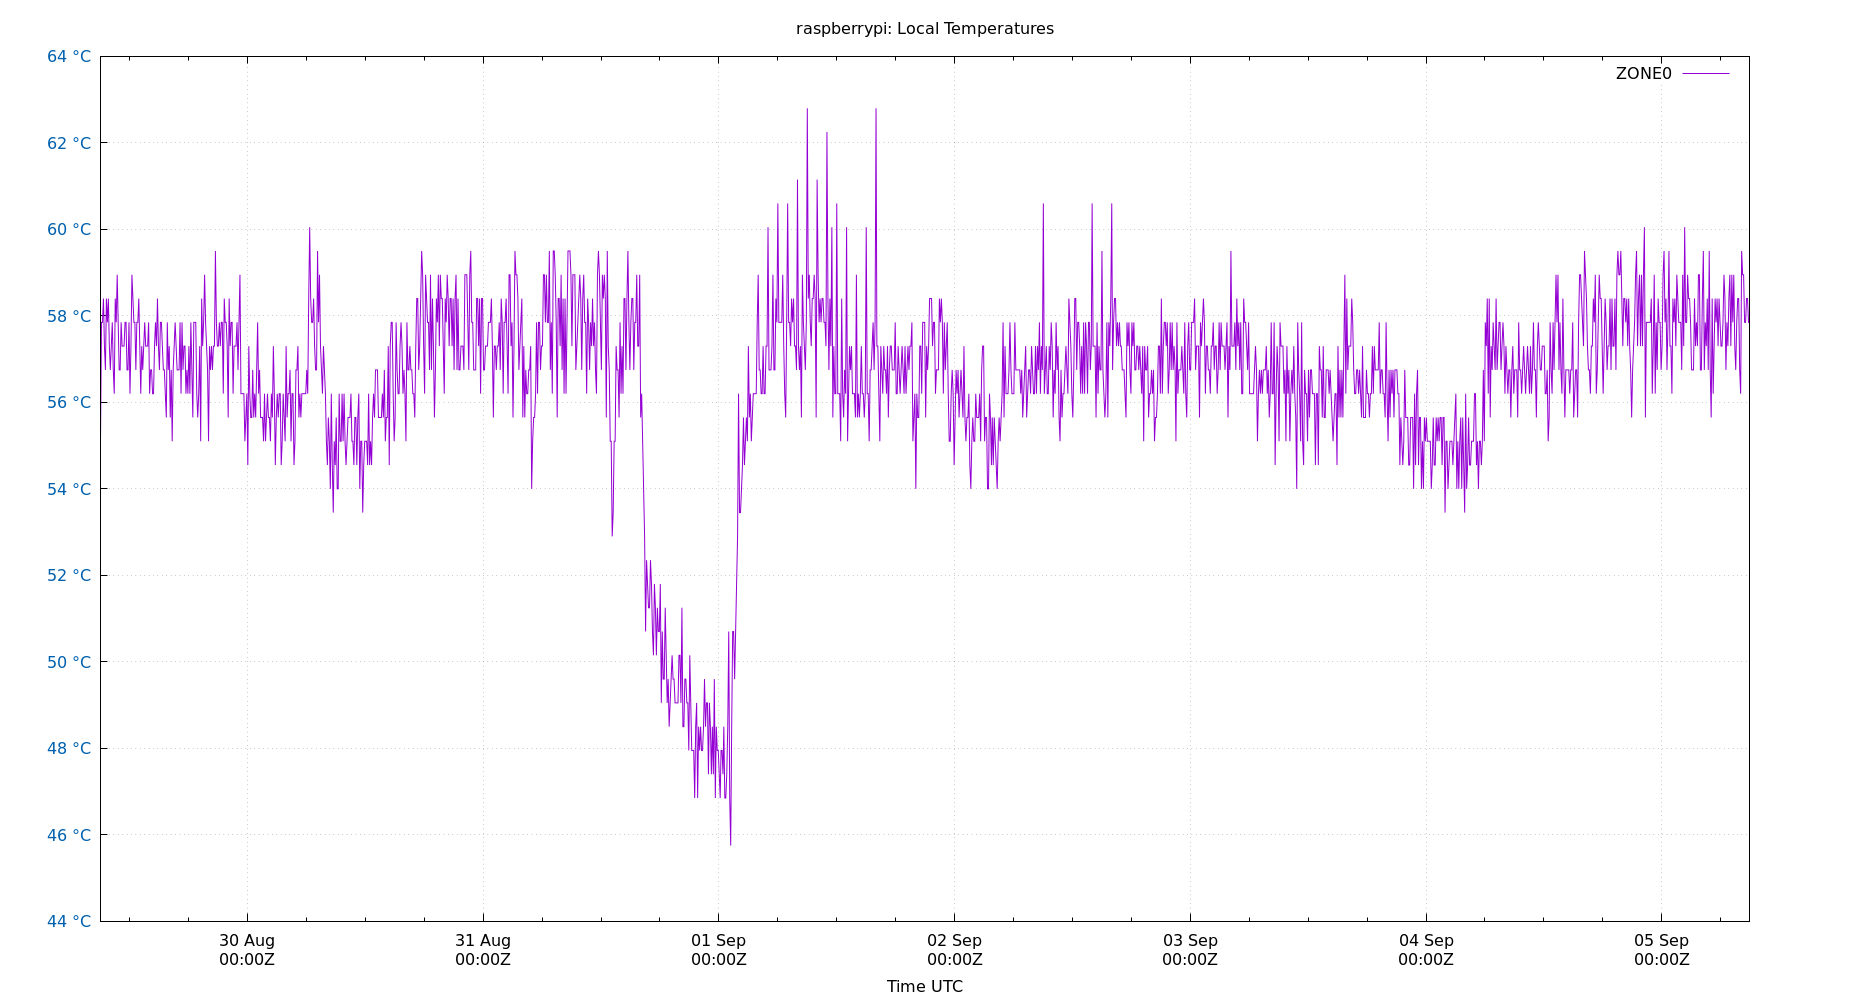 raspberrypi: Local Temperatures
64 °C
ZONE0
62 °C
60 °C
58 °C
56 °C
54 °C
52 °C
50 °C
48 °C
46 °C
44 °C
30 Aug 31 Aug 01 Sep 02 Sep 03 Sep 04 Sep 05 Sep
00:00Z 00:00Z 00:00Z 00:00Z 00:00Z 00:00Z 00:00Z
Time UTC